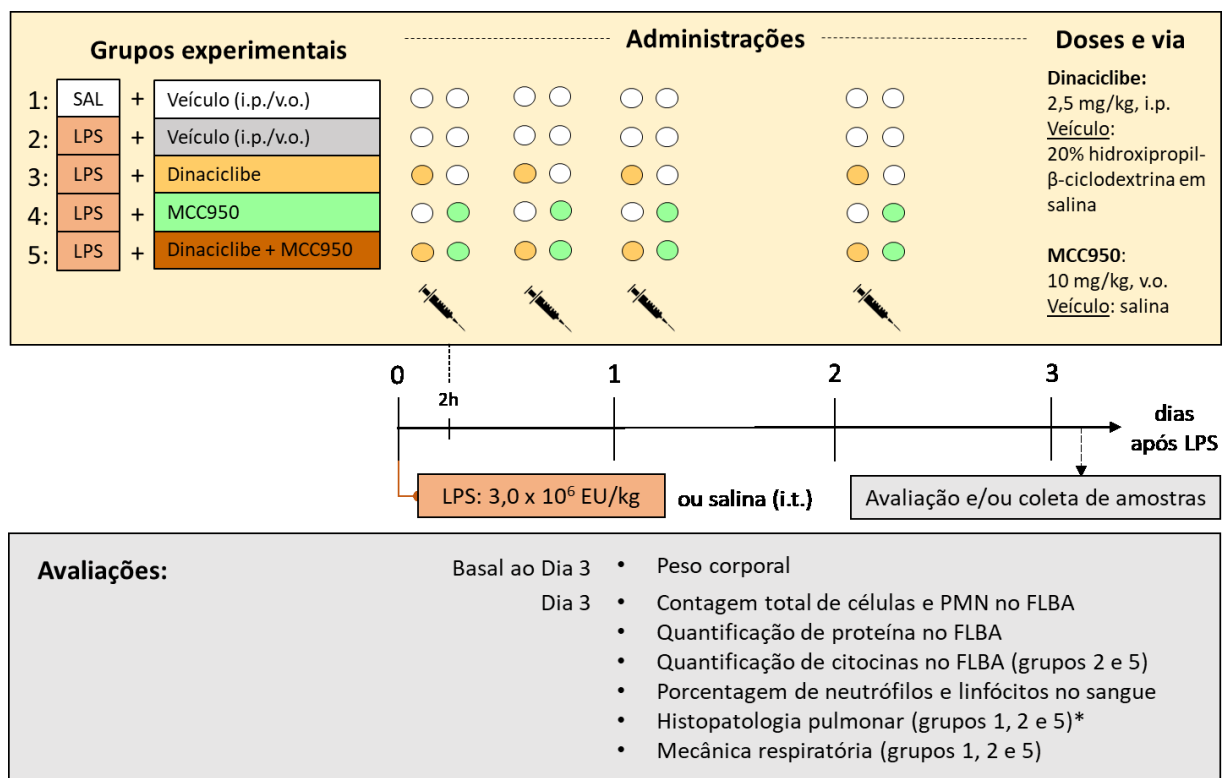 Grupos experimentais
Administrações
Doses e via
1: SAL + Veículo (i.p./v.o.)
2: LPS + Veículo (i.p./v.o.)
3: LPS + Dinaciclibe
4: LPS + MCC950
5: LPS + Dinaciclibe + MCC950
Dinaciclibe:
2,5 mg/kg, i.p.
Veículo:
20% hidroxipropil-
β-ciclodextrina em
salina
MCC950:
10 mg/kg, v.o.
Veículo: salina
0 1 2 3
2h
dias
após LPS
LPS: 3,0 x 10⁶ EU/kg ou salina (i.t.)
Avaliação e/ou coleta de amostras
Avaliações:
Basal ao Dia 3 • Peso corporal
Dia 3 • Contagem total de células e PMN no FLBA
• Quantificação de proteína no FLBA
• Quantificação de citocinas no FLBA (grupos 2 e 5)
• Porcentagem de neutrófilos e linfócitos no sangue
• Histopatologia pulmonar (grupos 1, 2 e 5)*
• Mecânica respiratória (grupos 1, 2 e 5)